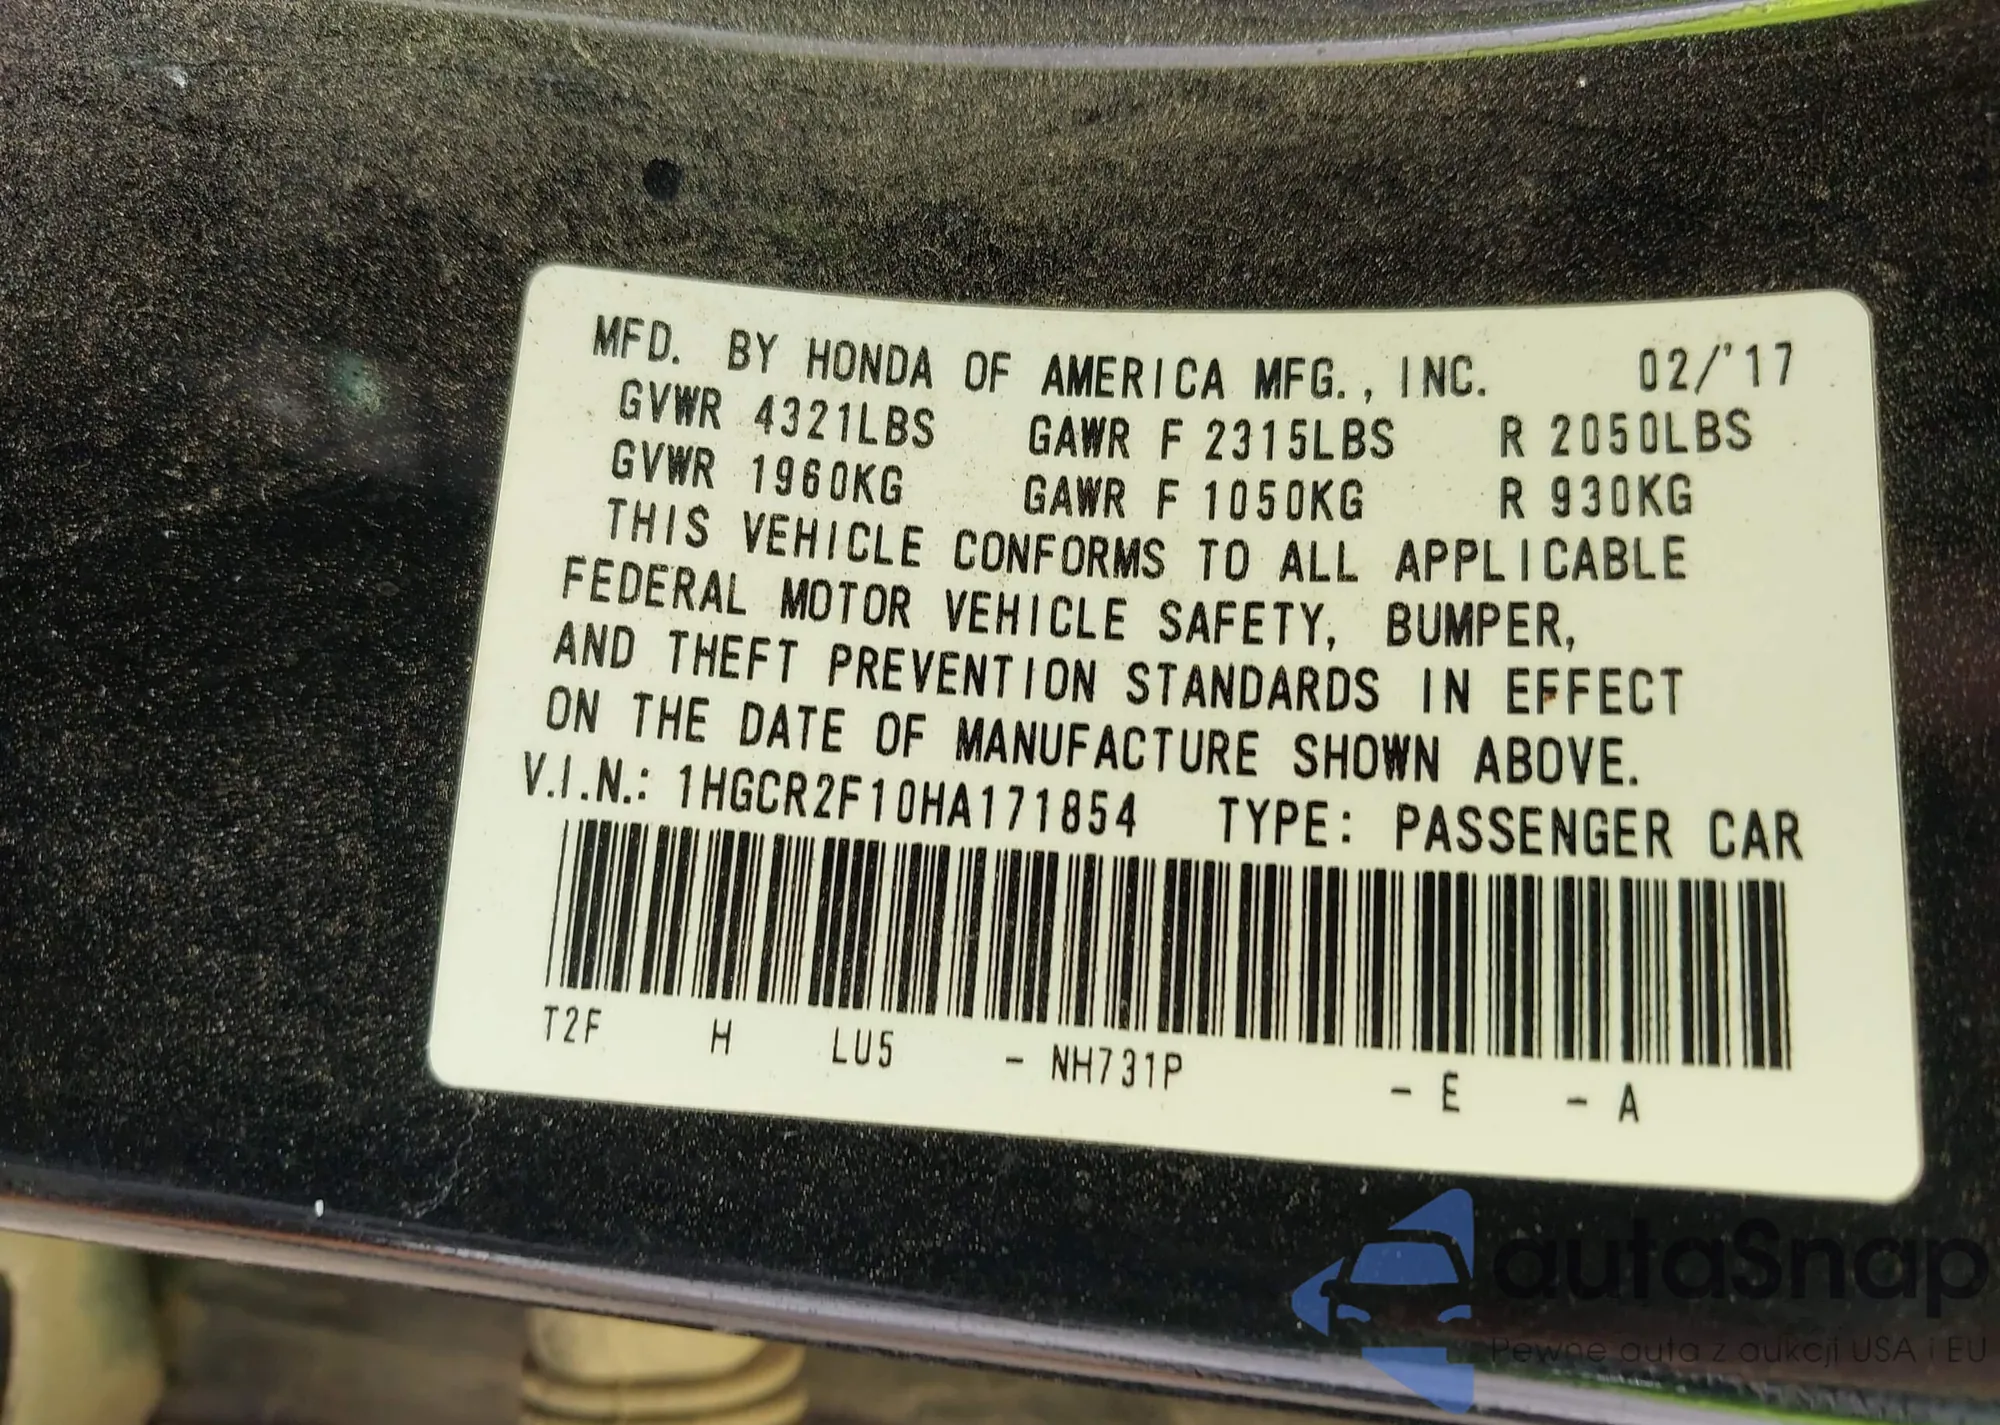 MFD. BY HONDA OF AMERICA MFG., INC. 02/'17
GVWR 4321LBS GAWR F 2315LBS R 2050LBS
GVWR 1960KG GAWR F 1050KG R 930KG
THIS VEHICLE CONFORMS TO ALL APPLICABLE
FEDERAL MOTOR VEHICLE SAFETY, BUMPER,
AND THEFT PREVENTION STANDARDS IN EFFECT
ON THE DATE OF MANUFACTURE SHOWN ABOVE.
V.I.N.: 1HGCR2F10HA171854 TYPE: PASSENGER CAR
T2F H LU5 - NH731P - E - A
autaSnap
Pewne auta z aukcji USA i EU